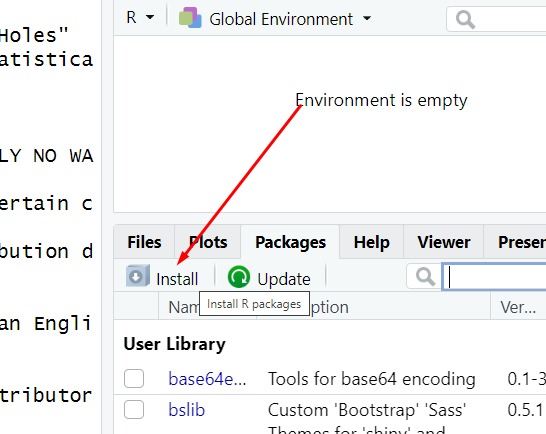 R
Global Environment
Holes"
atistica
Environment is empty
LY NO WA
ertain c
bution d
an Engli
tributor
Files Plots Packages Help Viewer Presen
Install Update
Install R packages
Na ption Ver...
User Library
base64e... Tools for base64 encoding 0.1-3
bslib Custom 'Bootstrap' 'Sass' 0.5.1
Themes for 'shiny' and